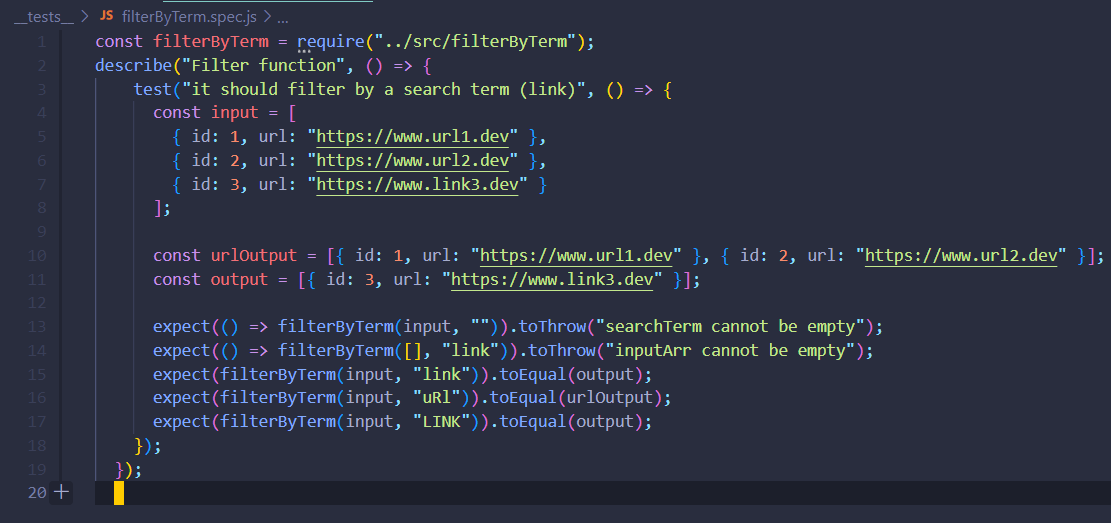 __tests__ > JS filterByTerm.spec.js > ...
1 const filterByTerm = require("../src/filterByTerm");
2 describe("Filter function", () => {
3 test("it should filter by a search term (link)", () => {
4 const input = [
5 { id: 1, url: "https://www.url1.dev" },
6 { id: 2, url: "https://www.url2.dev" },
7 { id: 3, url: "https://www.link3.dev" }
8 ];
9
10 const urlOutput = [{ id: 1, url: "https://www.url1.dev" }, { id: 2, url: "https://www.url2.dev" }];
11 const output = [{ id: 3, url: "https://www.link3.dev" }];
12
13 expect(() => filterByTerm(input, "")).toThrow("searchTerm cannot be empty");
14 expect(() => filterByTerm([], "link")).toThrow("inputArr cannot be empty");
15 expect(filterByTerm(input, "link")).toEqual(output);
16 expect(filterByTerm(input, "uRl")).toEqual(urlOutput);
17 expect(filterByTerm(input, "LINK")).toEqual(output);
18 });
19 });
20 +